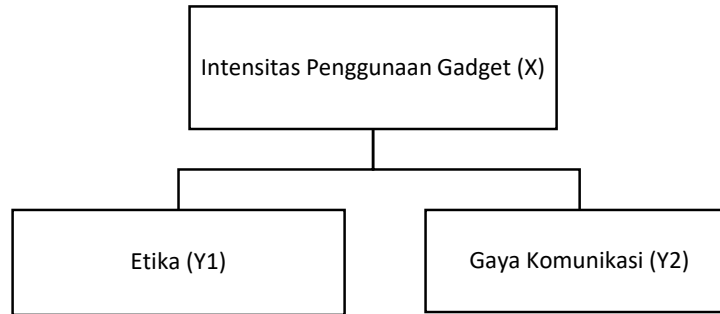 Intensitas Penggunaan Gadget (X)
Etika (Y1)
Gaya Komunikasi (Y2)